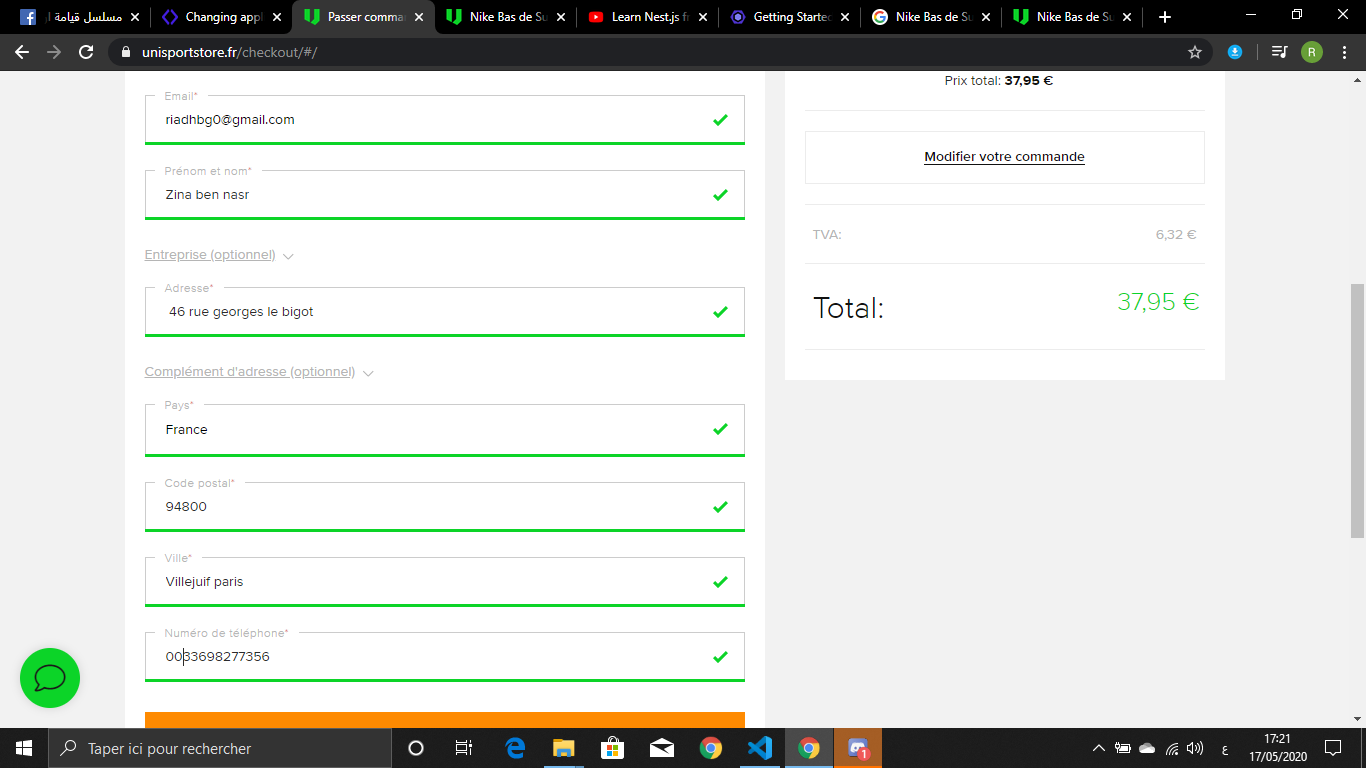 مسلسل قيامة ار
Changing appl
Passer comma
Nike Bas de Su
Learn Nest.js fr
Getting Starte
Nike Bas de Su
Nike Bas de Su
unisportstore.fr/checkout/#/
R
Email*
riadhbg0@gmail.com
Prénom et nom*
Zina ben nasr
Entreprise (optionnel)
Adresse*
46 rue georges le bigot
Complément d'adresse (optionnel)
Pays*
France
Code postal*
94800
Ville*
Villejuif paris
Numéro de téléphone*
0033698277356
Prix total: 37,95 €
Modifier votre commande
TVA: 6,32 €
Total: 37,95 €
Taper ici pour rechercher
1
ع
17:21
17/05/2020